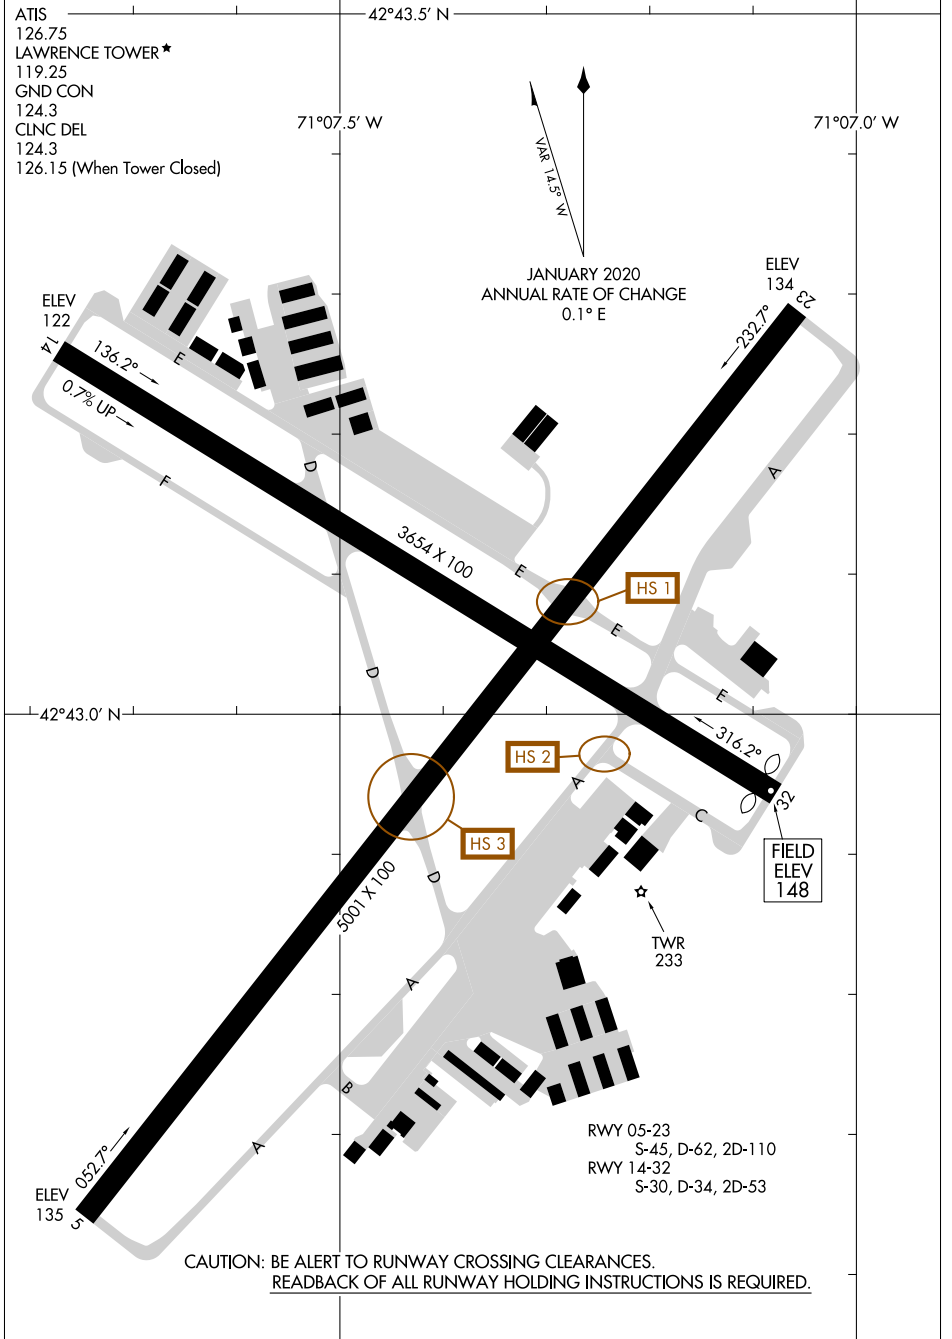 ATIS
126.75
LAWRENCE TOWER★
119.25
GND CON
124.3
CLNC DEL
124.3
126.15 (When Tower Closed)
42°43.5' N
71°07.5' W
71°07.0' W
VAR 14.5° W
JANUARY 2020
ANNUAL RATE OF CHANGE
0.1° E
ELEV
134
23
232.7°
ELEV
122
14
136.2°
0.7% UP
E
D
F
A
3654 X 100
E
HS 1
E
D
E
42°43.0' N
316.2°
HS 2
A
C
32
HS 3
FIELD
ELEV
148
D
5001 X 100
TWR
233
A
B
A
RWY 05-23
S-45, D-62, 2D-110
RWY 14-32
S-30, D-34, 2D-53
052.7°
ELEV
135
5
CAUTION: BE ALERT TO RUNWAY CROSSING CLEARANCES.
READBACK OF ALL RUNWAY HOLDING INSTRUCTIONS IS REQUIRED.